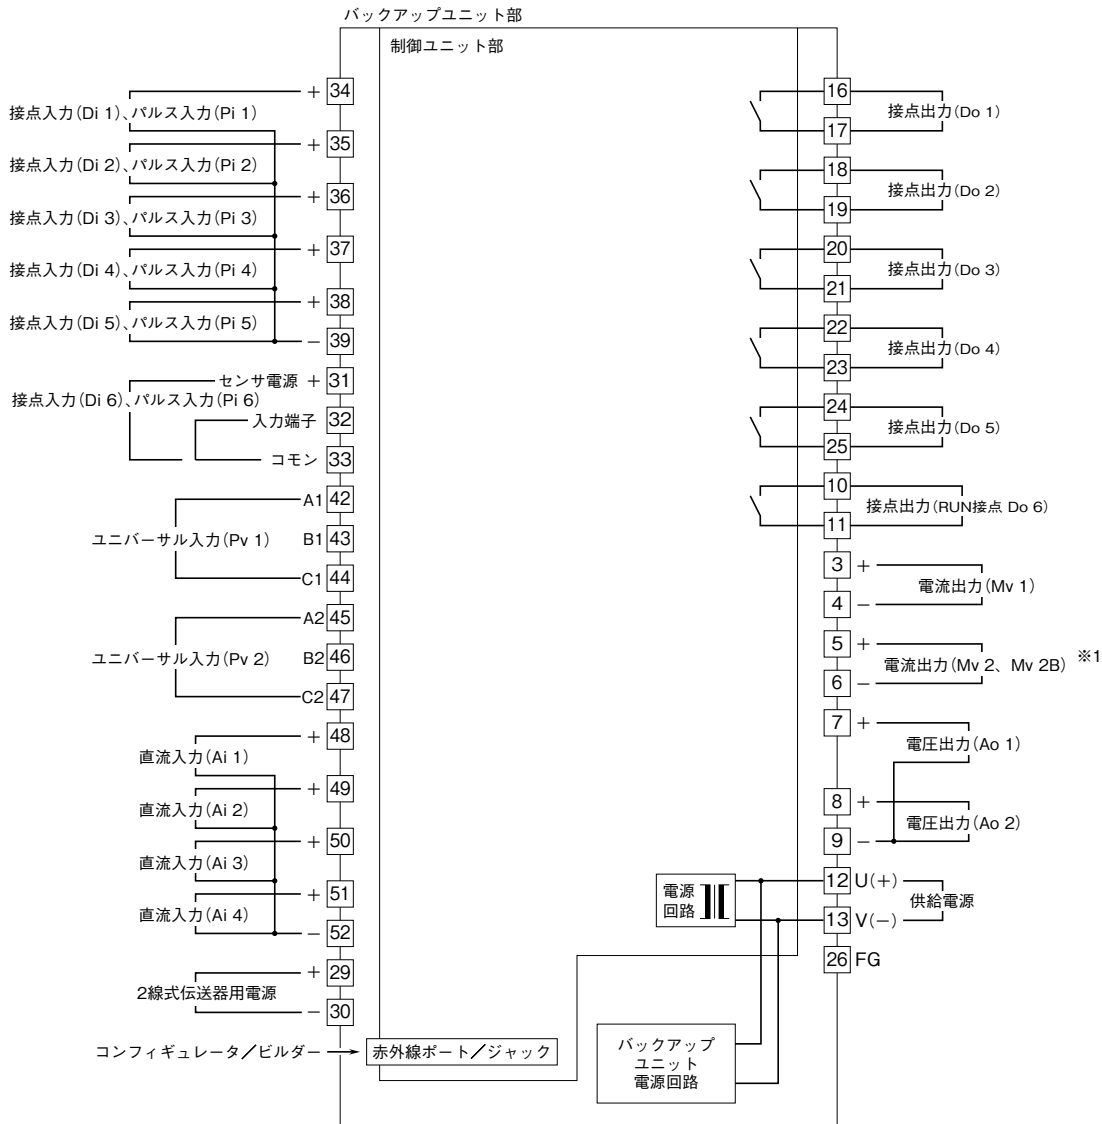 バックアップユニット部
制御ユニット部
接点入力(Di 1)、パルス入力(Pi 1)
+ 34
接点入力(Di 2)、パルス入力(Pi 2)
+ 35
接点入力(Di 3)、パルス入力(Pi 3)
+ 36
接点入力(Di 4)、パルス入力(Pi 4)
+ 37
接点入力(Di 5)、パルス入力(Pi 5)
+ 38
− 39
接点入力(Di 6)、パルス入力(Pi 6)
センサ電源 + 31
入力端子 32
コモン 33
ユニバーサル入力(Pv 1)
A1 42
B1 43
C1 44
ユニバーサル入力(Pv 2)
A2 45
B2 46
C2 47
直流入力(Ai 1)
+ 48
直流入力(Ai 2)
+ 49
直流入力(Ai 3)
+ 50
直流入力(Ai 4)
+ 51
− 52
2線式伝送器用電源
+ 29
− 30
コンフィギュレータ/ビルダー
赤外線ポート/ジャック
16
17
接点出力(Do 1)
18
19
接点出力(Do 2)
20
21
接点出力(Do 3)
22
23
接点出力(Do 4)
24
25
接点出力(Do 5)
10
11
接点出力(RUN接点 Do 6)
3 +
4 −
電流出力(Mv 1)
5 +
6 −
電流出力(Mv 2、Mv 2B) ※1
7 +
電圧出力(Ao 1)
8 +
9 −
電圧出力(Ao 2)
電源
回路
12 U(+)
13 V(−)
供給電源
26 FG
バックアップ
ユニット
電源回路